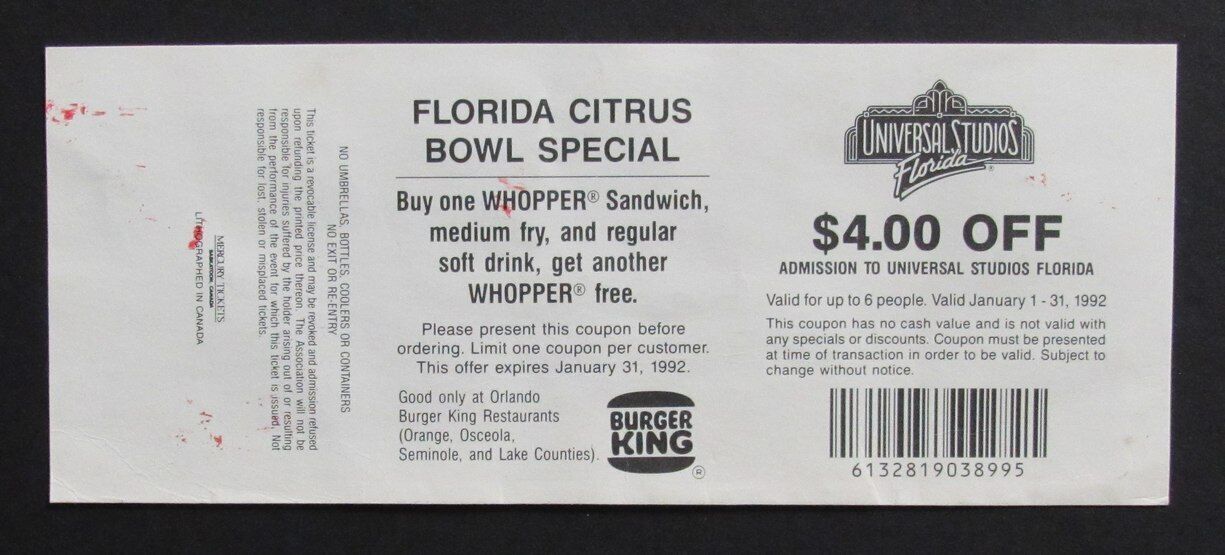 NO UMBRELLAS, BOTTLES, COOLERS OR CONTAINERS
NO EXIT OR RE-ENTRY
This ticket is a revocable license and may be revoked and admission refused
upon refunding the printed price thereon. The Association will not be
responsible for injuries suffered by the holder arising out of or resulting
from the performance of the event for which this ticket is issued. Not
responsible for lost, stolen or misplaced tickets.
MERCURY TICKETS
SASKATOON, CANADA
LITHOGRAPHED IN CANADA
FLORIDA CITRUS
BOWL SPECIAL
Buy one WHOPPER® Sandwich,
medium fry, and regular
soft drink, get another
WHOPPER® free.
Please present this coupon before
ordering. Limit one coupon per customer.
This offer expires January 31, 1992.
Good only at Orlando
Burger King Restaurants
(Orange, Osceola,
Seminole, and Lake Counties).
BURGER
KING
®
UNIVERSAL STUDIOS
Florida
®
$4.00 OFF
ADMISSION TO UNIVERSAL STUDIOS FLORIDA
Valid for up to 6 people. Valid January 1 - 31, 1992
This coupon has no cash value and is not valid with
any specials or discounts. Coupon must be presented
at time of transaction in order to be valid. Subject to
change without notice.
6132819038995